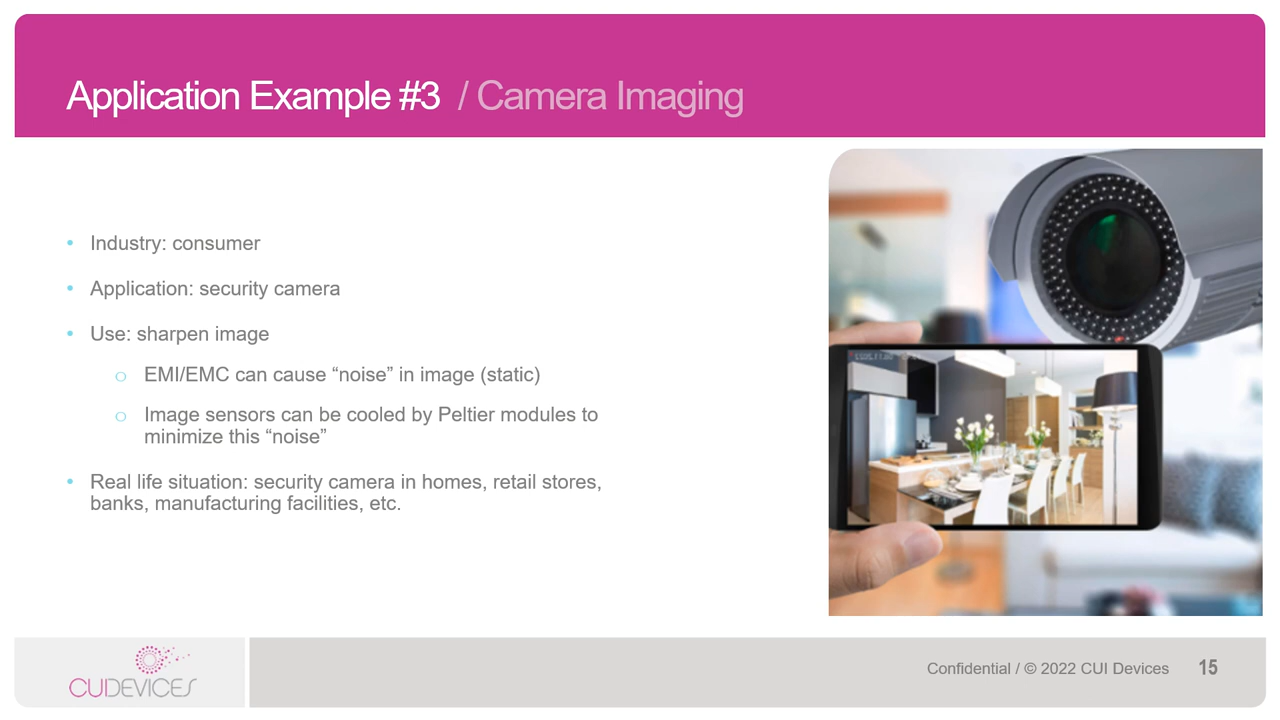 Application Example #3 / Camera Imaging
• Industry: consumer
• Application: security camera
• Use: sharpen image
o EMI/EMC can cause “noise” in image (static)
o Image sensors can be cooled by Peltier modules to
minimize this “noise”
• Real life situation: security camera in homes, retail stores,
banks, manufacturing facilities, etc.
CUIDEVICES
Confidential / © 2022 CUI Devices 15